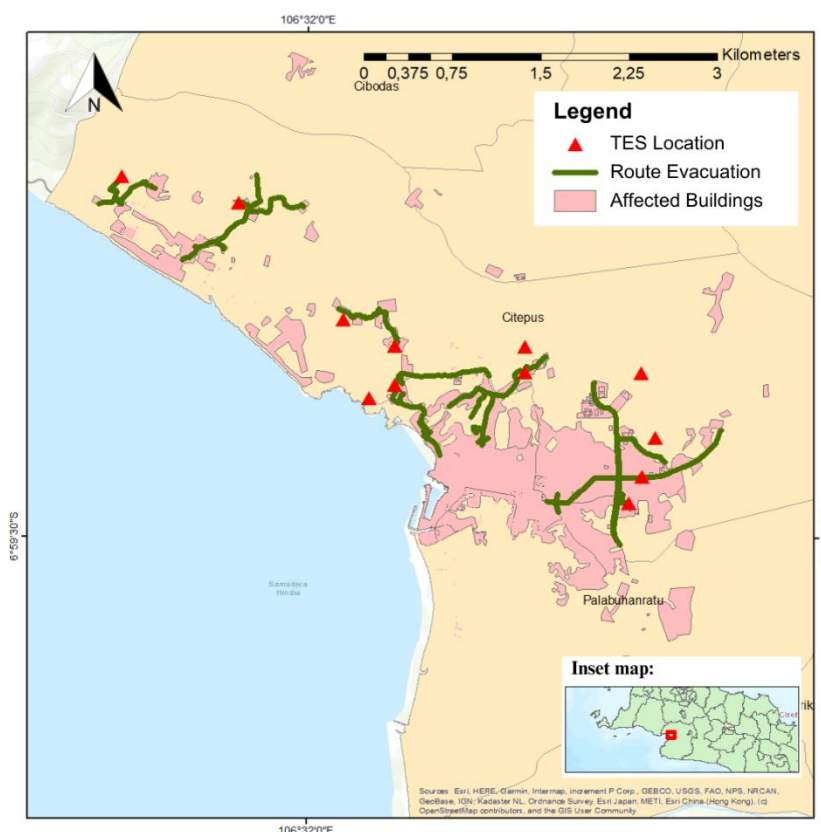 106°32'0"E
Kilometers
0 0,375 0,75 1,5 2,25 3
Cibodas
N
Legend
TES Location
Route Evacuation
Affected Buildings
Citepus
6°59'30"S
Samadera
Hindia
Palabuhanratu
Inset map:
Ciret
rik
Sources: Esri, HERE, Garmin, Intermap, increment P Corp., GEBCO, USGS, FAO, NPS, NRCAN,
GeoBase, IGN, Kadaster NL, Ordnance Survey, Esri Japan, METI, Esri China (Hong Kong), (c)
OpenStreetMap contributors, and the GIS User Community
106°32'0"E